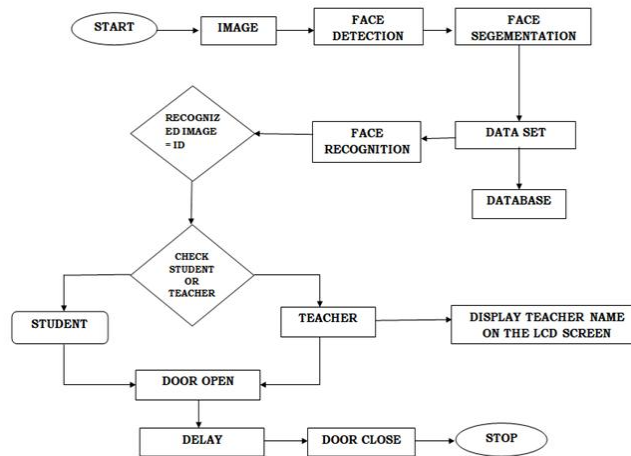 START
IMAGE
FACE
DETECTION
FACE
SEGEMENTATION
RECOGNIZ
ED IMAGE
= ID
FACE
RECOGNITION
DATA SET
DATABASE
CHECK
STUDENT
OR
TEACHER
STUDENT
TEACHER
DISPLAY TEACHER NAME
ON THE LCD SCREEN
DOOR OPEN
DELAY
DOOR CLOSE
STOP